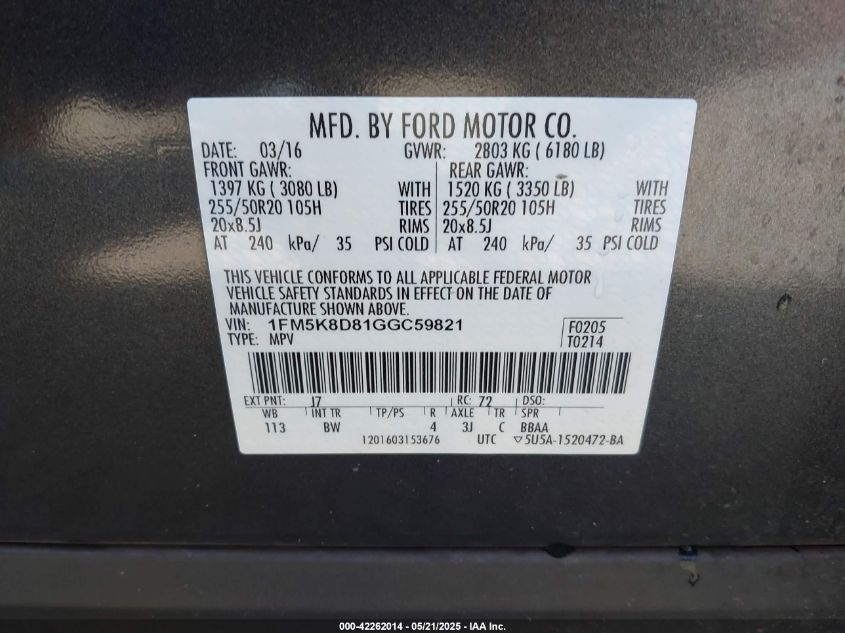 MFD. BY FORD MOTOR CO.
DATE: 03/16 GVWR: 2803 KG ( 6180 LB)
FRONT GAWR: REAR GAWR:
1397 KG ( 3080 LB) WITH 1520 KG ( 3350 LB) WITH
255/50R20 105H TIRES 255/50R20 105H TIRES
20x8.5J RIMS 20x8.5J RIMS
AT 240 kPa/ 35 PSI COLD AT 240 kPa/ 35 PSI COLD
THIS VEHICLE CONFORMS TO ALL APPLICABLE FEDERAL MOTOR
VEHICLE SAFETY STANDARDS IN EFFECT ON THE DATE OF
MANUFACTURE SHOWN ABOVE.
VIN: 1FM5K8D81GGC59821 F0205
TYPE: MPV T0214
EXT PNT: J7 RC: 72 DSO:
WB INT TR TP/PS R AXLE TR SPR
113 BW 4 3J C BBAA
1201603153676 UTC ▽5U5A-1520472-BA
000-42262014 - 05/21/2025 - IAA Inc.